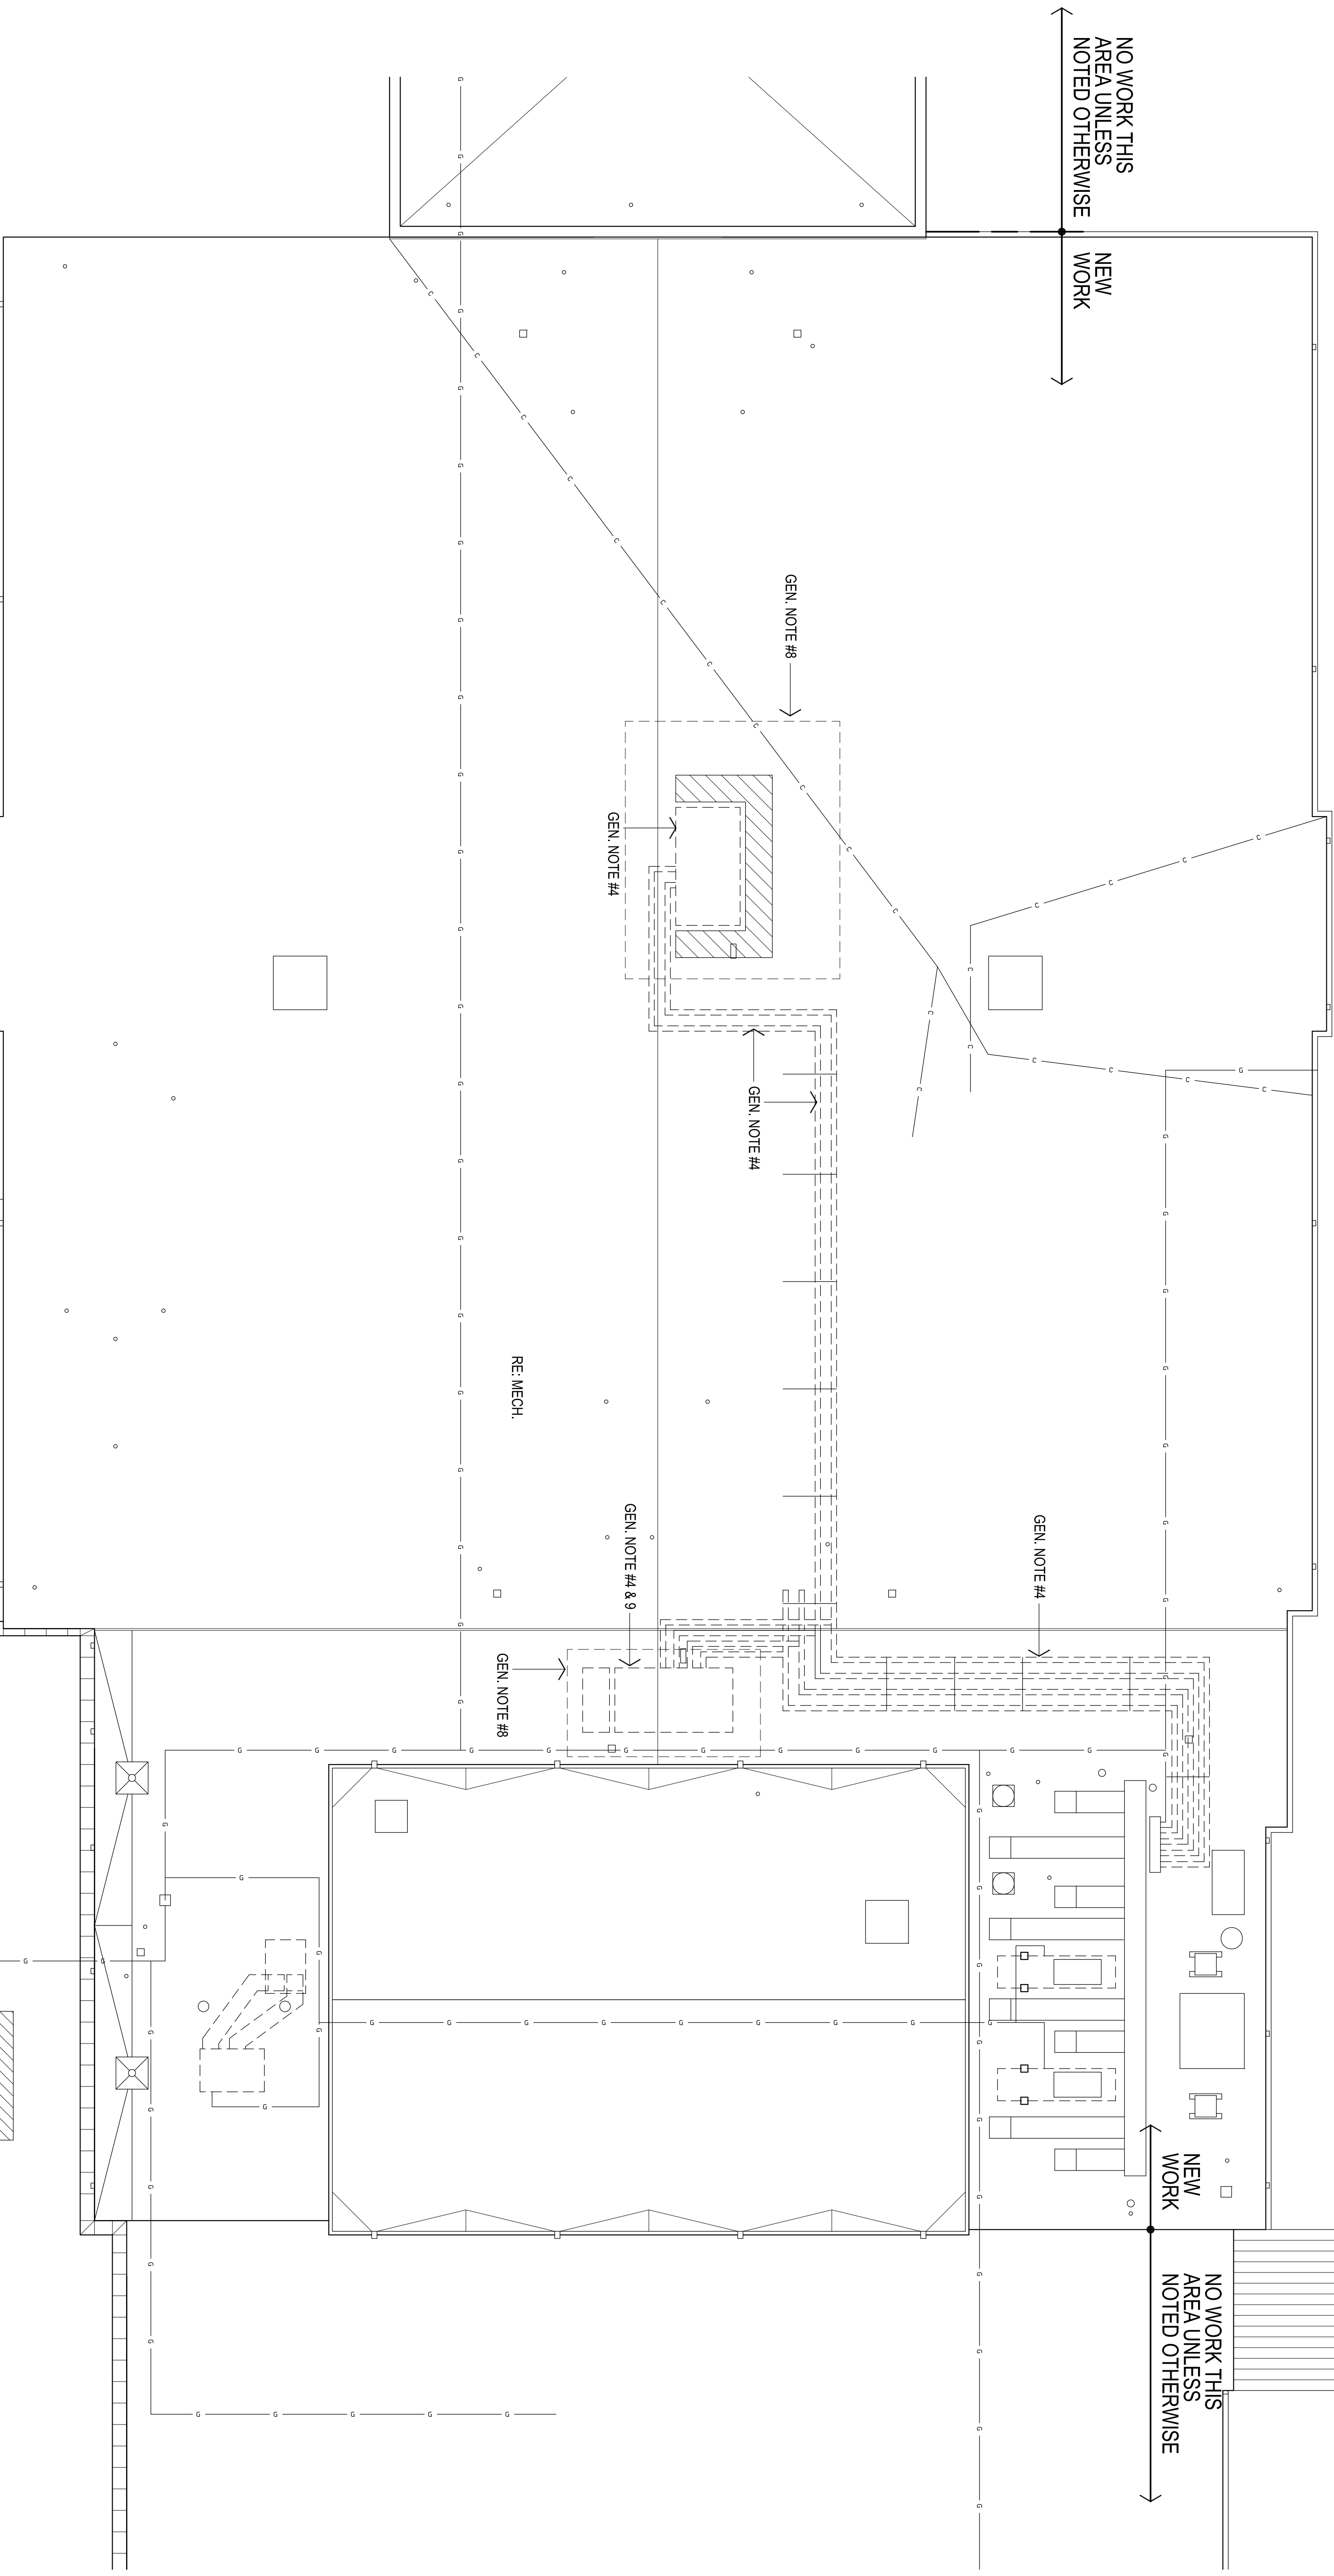 NO WORK THIS
AREA UNLESS
NOTED OTHERWISE
NEW
WORK
GEN. NOTE #8
GEN. NOTE #4
GEN. NOTE #4
RE: MECH.
GEN. NOTE #4 & 9
GEN. NOTE #4
GEN. NOTE #8
NEW
WORK
NO WORK THIS
AREA UNLESS
NOTED OTHERWISE